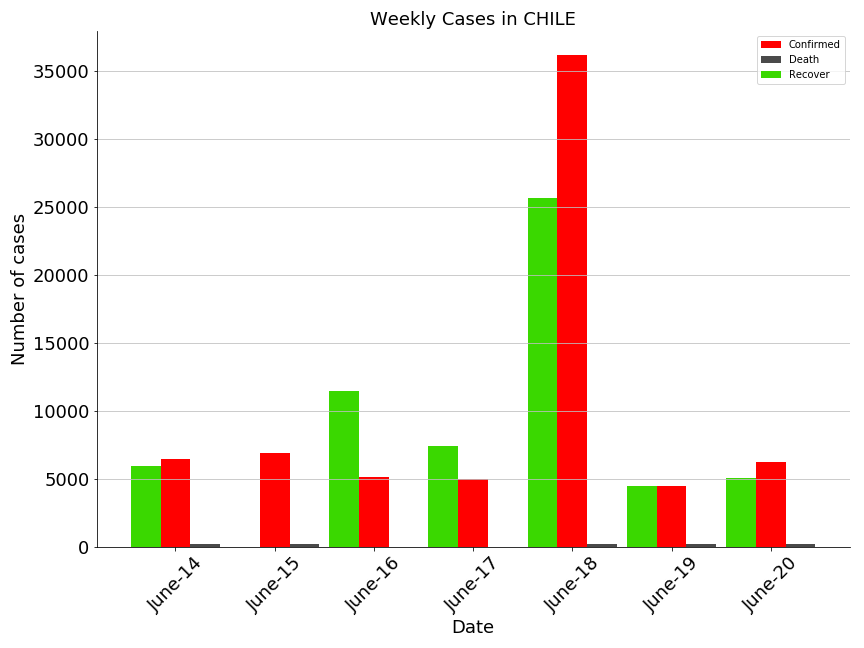 Weekly Cases in CHILE
Confirmed
Death
Recover
Number of cases
35000
30000
25000
20000
15000
10000
5000
0
June-14
June-15
June-16
June-17
June-18
June-19
June-20
Date